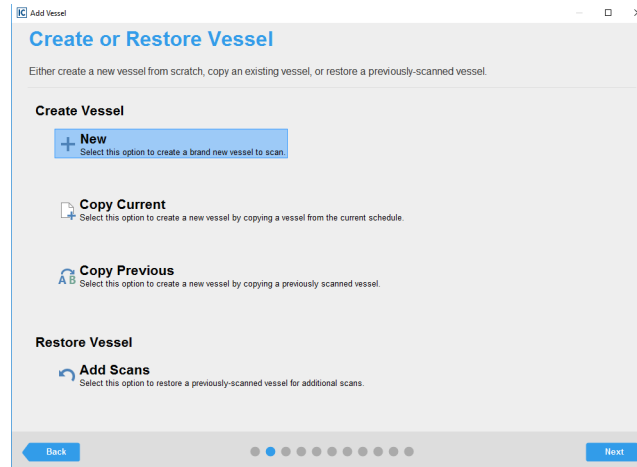 IC Add Vessel
Create or Restore Vessel
Either create a new vessel from scratch, copy an existing vessel, or restore a previously-scanned vessel.
Create Vessel
New
Select this option to create a brand new vessel to scan.
Copy Current
Select this option to create a new vessel by copying a vessel from the current schedule.
Copy Previous
A B
Select this option to create a new vessel by copying a previously scanned vessel.
Restore Vessel
Add Scans
Select this option to restore a previously-scanned vessel for additional scans.
Back
Next